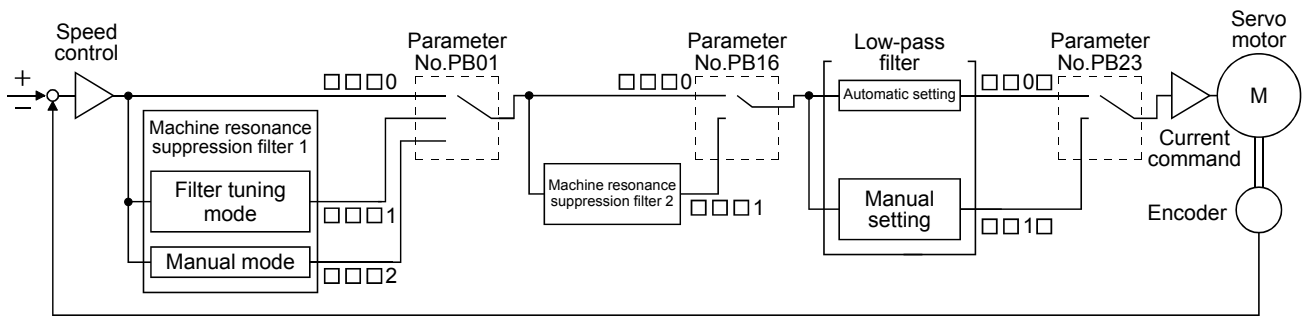 Speed
control
+
−
Parameter
No.PB01
□□□0
Machine resonance
suppression filter 1
Filter tuning
mode
□□□1
Manual mode
□□□2
Parameter
No.PB16
□□□0
Machine resonance
suppression filter 2
□□□1
Low-pass
filter
Automatic setting
□□0□
Manual
setting
□□1□
Parameter
No.PB23
Current
command
Servo
motor
M
Encoder